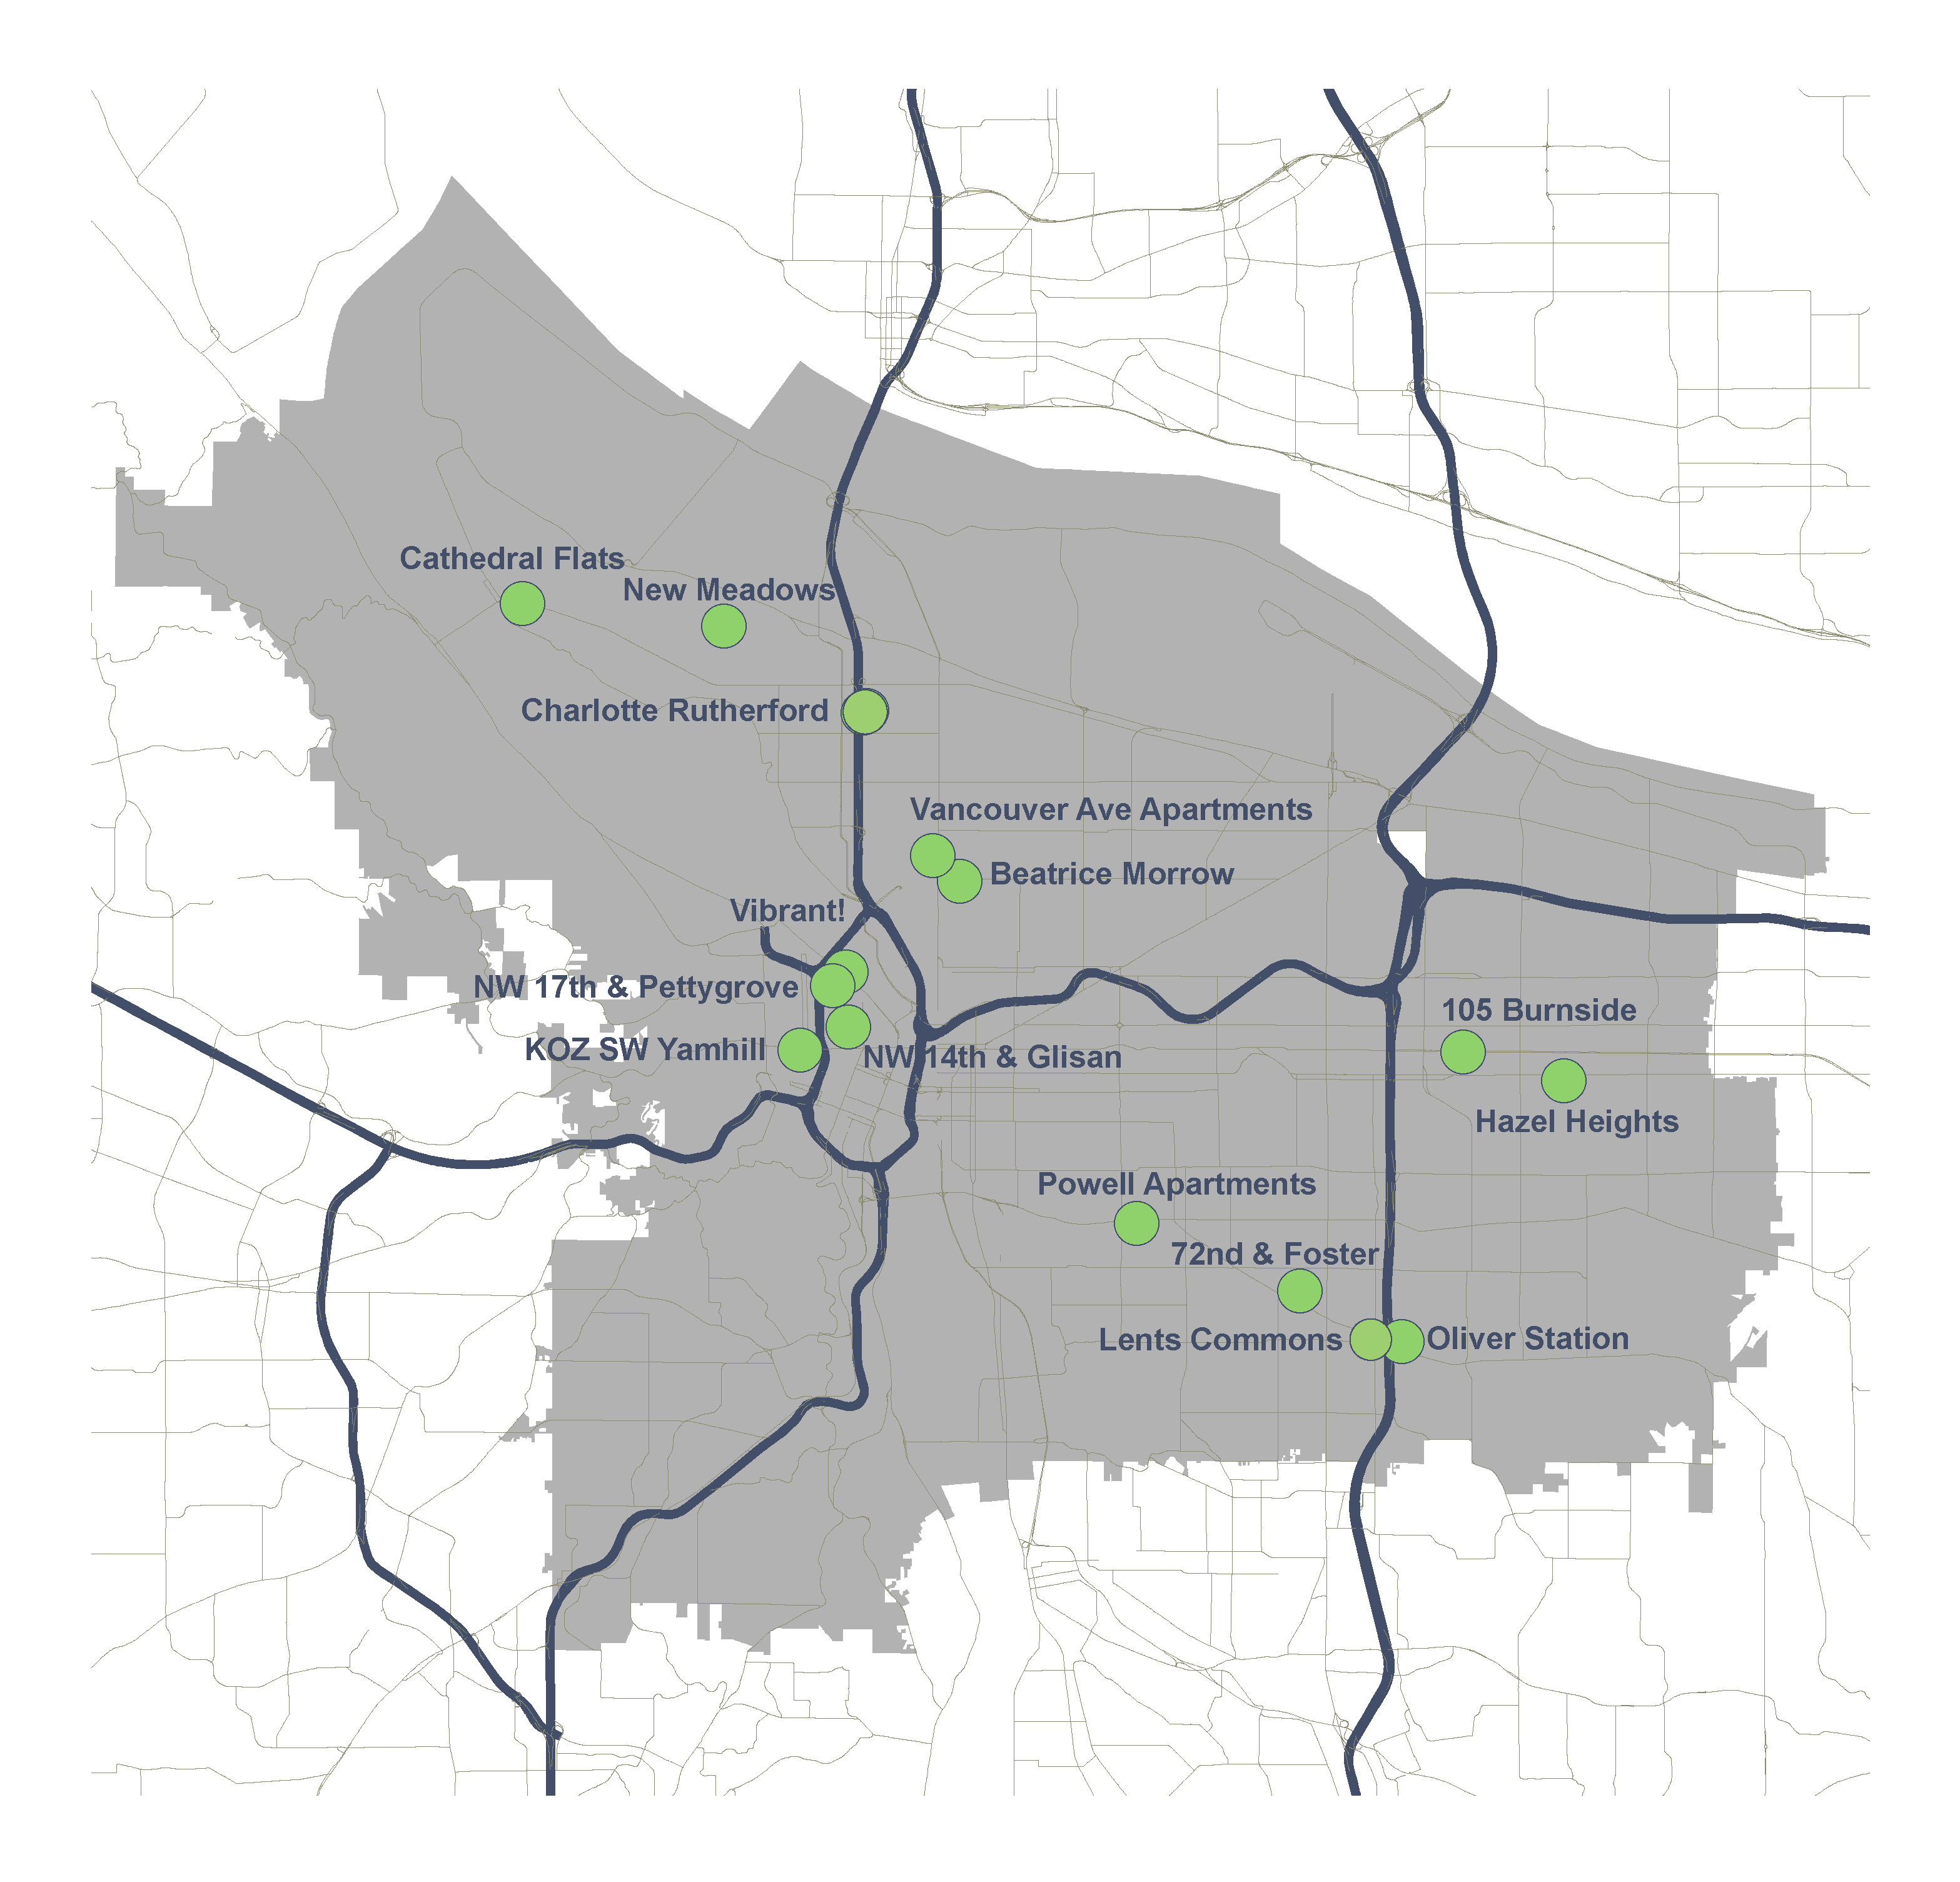 Cathedral Flats
New Meadows
Charlotte Rutherford
Vancouver Ave Apartments
Beatrice Morrow
Vibrant!
NW 17th & Pettygrove
105 Burnside
KOZ SW Yamhill
NW 14th & Glisan
Hazel Heights
Powell Apartments
72nd & Foster
Lents Commons
Oliver Station